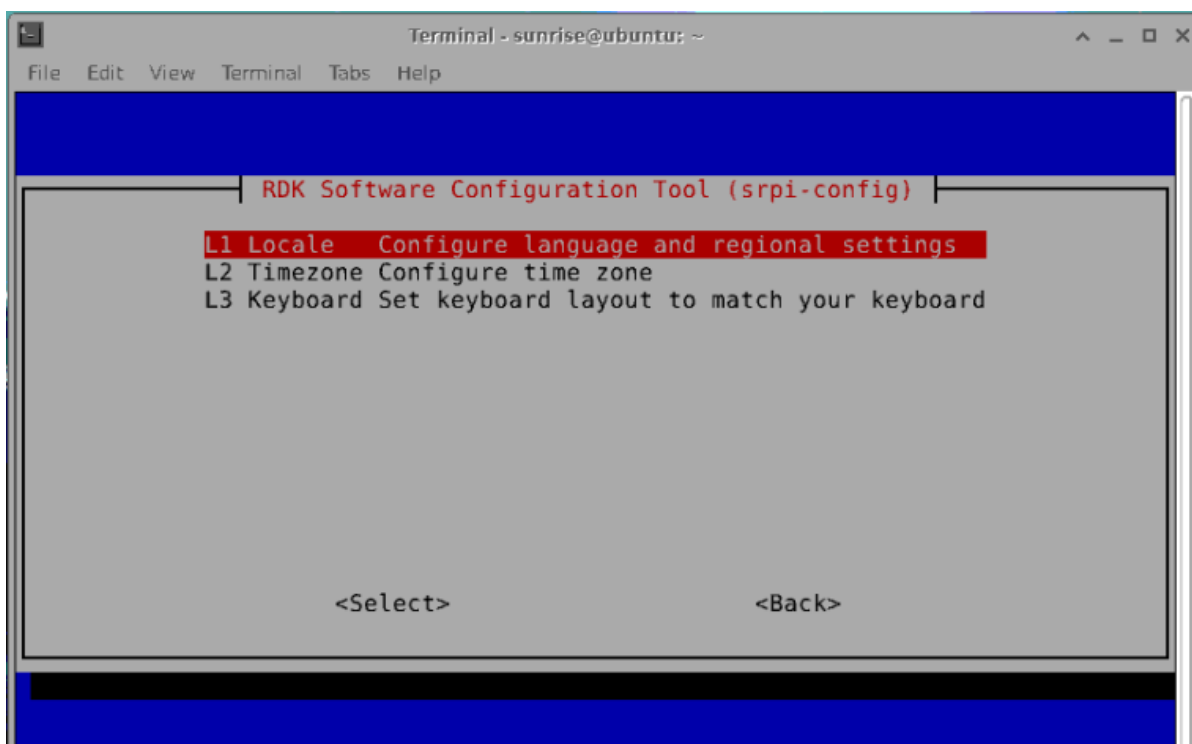 Terminal - sunrise@ubuntu: ~
File Edit View Terminal Tabs Help
RDK Software Configuration Tool (srpi-config)
L1 Locale   Configure language and regional settings
L2 Timezone Configure time zone
L3 Keyboard Set keyboard layout to match your keyboard
<Select> <Back>